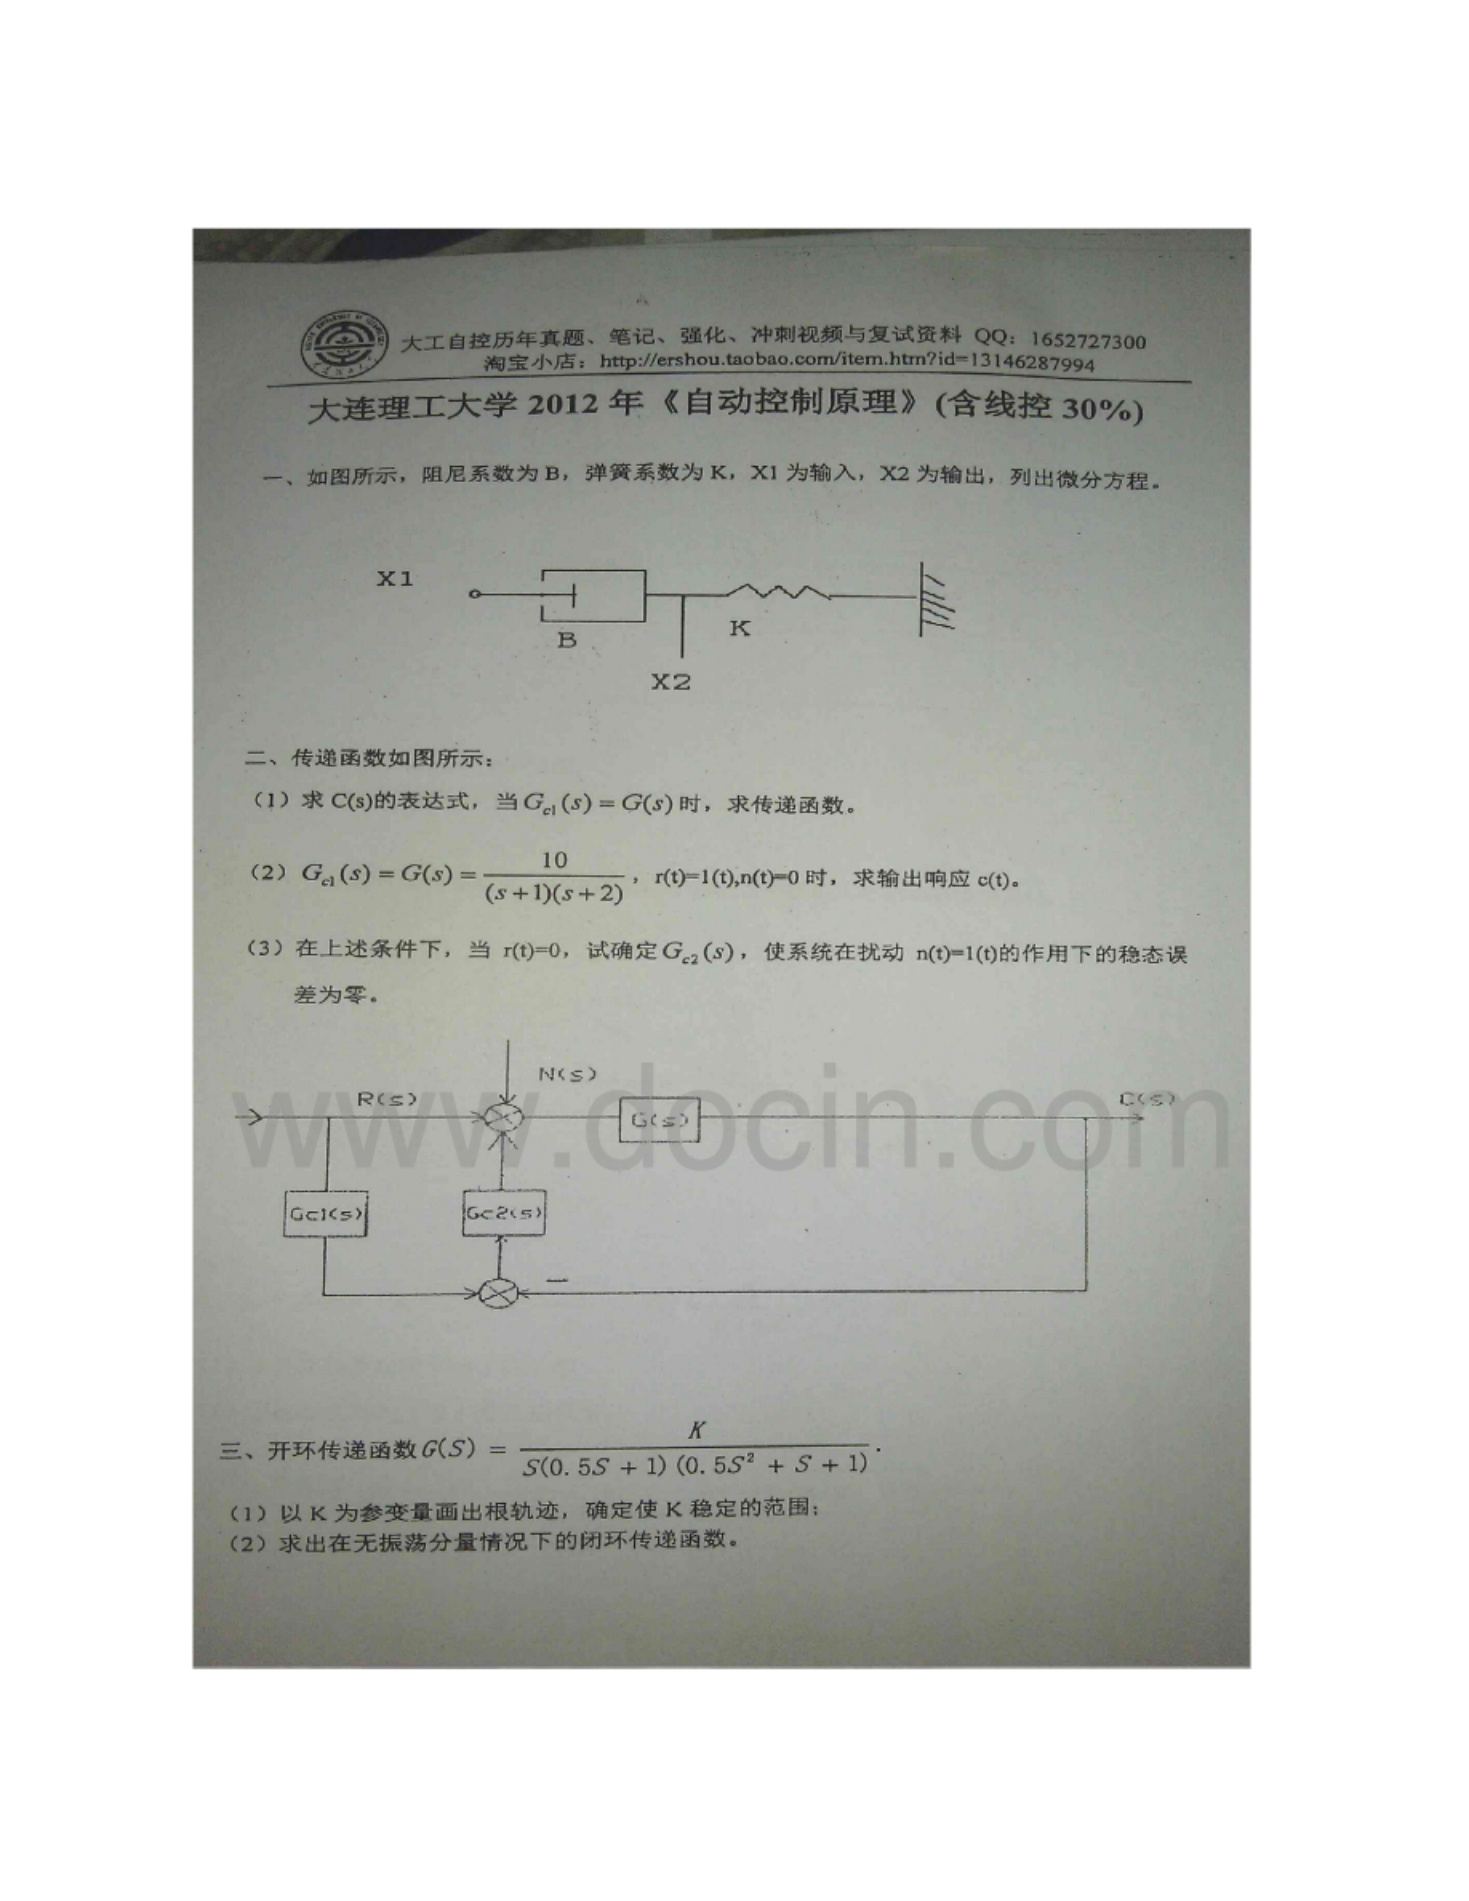 大工自控历年真题、笔记、强化、冲刺视频与复试资料 QQ：1652727300
淘宝小店：http://ershou.taobao.com/item.htm?id=13146287994
大连理工大学 2012 年《自动控制原理》(含线控 30%)
一、如图所示，阻尼系数为 B，弹簧系数为 K，X1 为输入，X2 为输出，列出微分方程。
X1
B
K
X2
二、传递函数如图所示：
（1）求 C(s)的表达式，当 G_{c1}(s) = G(s) 时，求传递函数。
（2）G_{c1}(s) = G(s) = \frac{10}{(s+1)(s+2)}，r(t)=1(t),n(t)=0 时，求输出响应 c(t)。
（3）在上述条件下，当 r(t)=0，试确定 G_{c2}(s)，使系统在扰动 n(t)=1(t)的作用下的稳态误
差为零。
N(s)
R(s)
C(s)
G(s)
Gc1(s)
Gc2(s)
—
www.docin.com
三、开环传递函数 G(S) = \frac{K}{S(0.5S + 1)(0.5S^2 + S + 1)}.
（1）以 K 为参变量画出根轨迹，确定使 K 稳定的范围；
（2）求出在无振荡分量情况下的闭环传递函数。